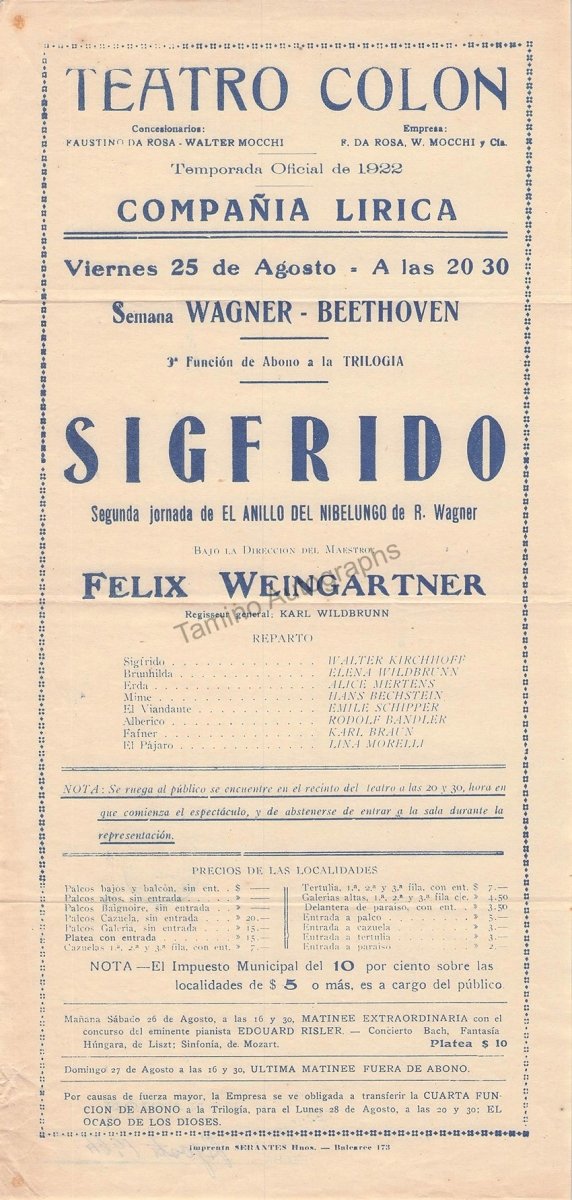 TEATRO COLON
Concesionarios:
FAUSTINO DA ROSA - WALTER MOCCHI
Empresa:
F. DA ROSA, W. MOCCHI y Cía.
Temporada Oficial de 1922
COMPAÑIA LIRICA
Viernes 25 de Agosto - A las 20 30
Semana WAGNER - BEETHOVEN
3ª Función de Abono a la TRILOGIA
SIGFRIDO
Segunda jornada de EL ANILLO DEL NIBELUNGO de R. Wagner
BAJO LA DIRECCION DEL MAESTRO:
FELIX WEINGARTNER
Regisseur general: KARL WILDBRUNN
Tamino Autographs
REPARTO
Sigfrido . . . . . . . . . . . . WALTER KIRCHHOFF
Brunhilda . . . . . . . . . . . . ELENA WILDBRUNN
Erda . . . . . . . . . . . . ALICE MERTENS
Mime . . . . . . . . . . . . HANS BECHSTEIN
El Viandante . . . . . . . . . . . . EMILE SCHIPPER
Alberico . . . . . . . . . . . . RODOLF BANDLER
Fafner . . . . . . . . . . . . KARL BRAUN
El Pájaro . . . . . . . . . . . . LINA MORELLI
NOTA: Se ruega al público se encuentre en el recinto del teatro a las 20 y 30, hora en
que comienza el espectáculo, y de abstenerse de entrar a la sala durante la
representación.
PRECIOS DE LAS LOCALIDADES
Palcos bajos y balcón, sin ent. $ —
Palcos altos, sin entrada » —
Palcos Baignoire, sin entrada » —
Palcos Cazuela, sin entrada » 20.—
Palcos Galería, sin entrada » 15.—
Platea con entrada » 15.—
Cazuelas 1.ª, 2.ª y 3.ª fila, con ent. » 7.—
Tertulia, 1.ª, 2.ª y 3.ª fila, con ent. $ 7.—
Galerías altas, 1.ª, 2.ª y 3.ª fila c/e. » 4.50
Delantera de paraíso, con ent. » 3.50
Entrada a palco » 5.—
Entrada a cazuela » 3.—
Entrada a tertulia » 3.—
Entrada a paraíso » 2.—
NOTA —El Impuesto Municipal del 10 por ciento sobre las
localidades de $ 5 o más, es a cargo del público
Mañana Sábado 26 de Agosto, a las 16 y 30, MATINEE EXTRAORDINARIA con el
concurso del eminente pianista EDOUARD RISLER. — Concierto Bach, Fantasía
Húngara, de Liszt; Sinfonía, de Mozart. Platea $ 10
Domingo 27 de Agosto a las 16 y 30, ULTIMA MATINEE FUERA DE ABONO.
Por causas de fuerza mayor, la Empresa se ve obligada a transferir la CUARTA FUN-
CION DE ABONO a la Trilogía, para el Lunes 28 de Agosto, a las 20 y 30; EL
OCASO DE LOS DIOSES.
Imprenta SERANTES Hnos. — Balcarce 173